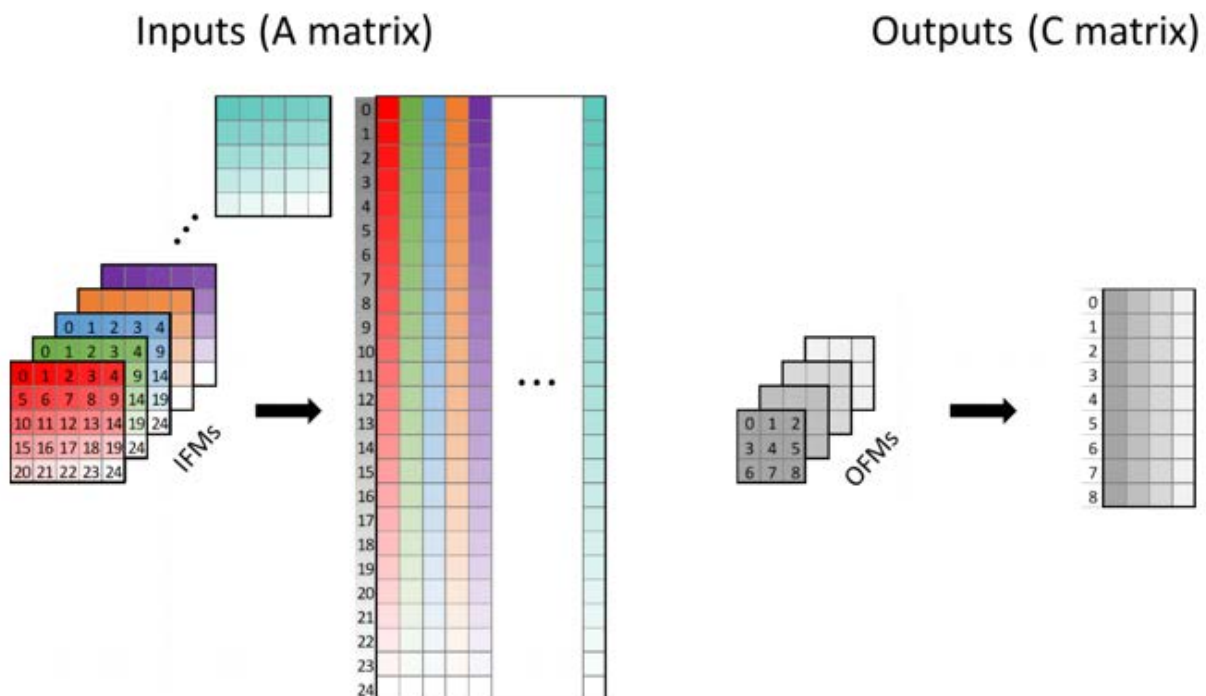 Inputs (A matrix)
Outputs (C matrix)
0 1 2 3 4
0 1 2 3 4 9
0 1 2 3 4 9 14
5 6 7 8 9 14 19
10 11 12 13 14 19 24
15 16 17 18 19 24
20 21 22 23 24
IFMs
0
1
2
3
4
5
6
7
8
9
10
11
12
13
14
15
16
17
18
19
20
21
22
23
24
...
0 1 2
3 4 5
6 7 8
OFMs
0
1
2
3
4
5
6
7
8